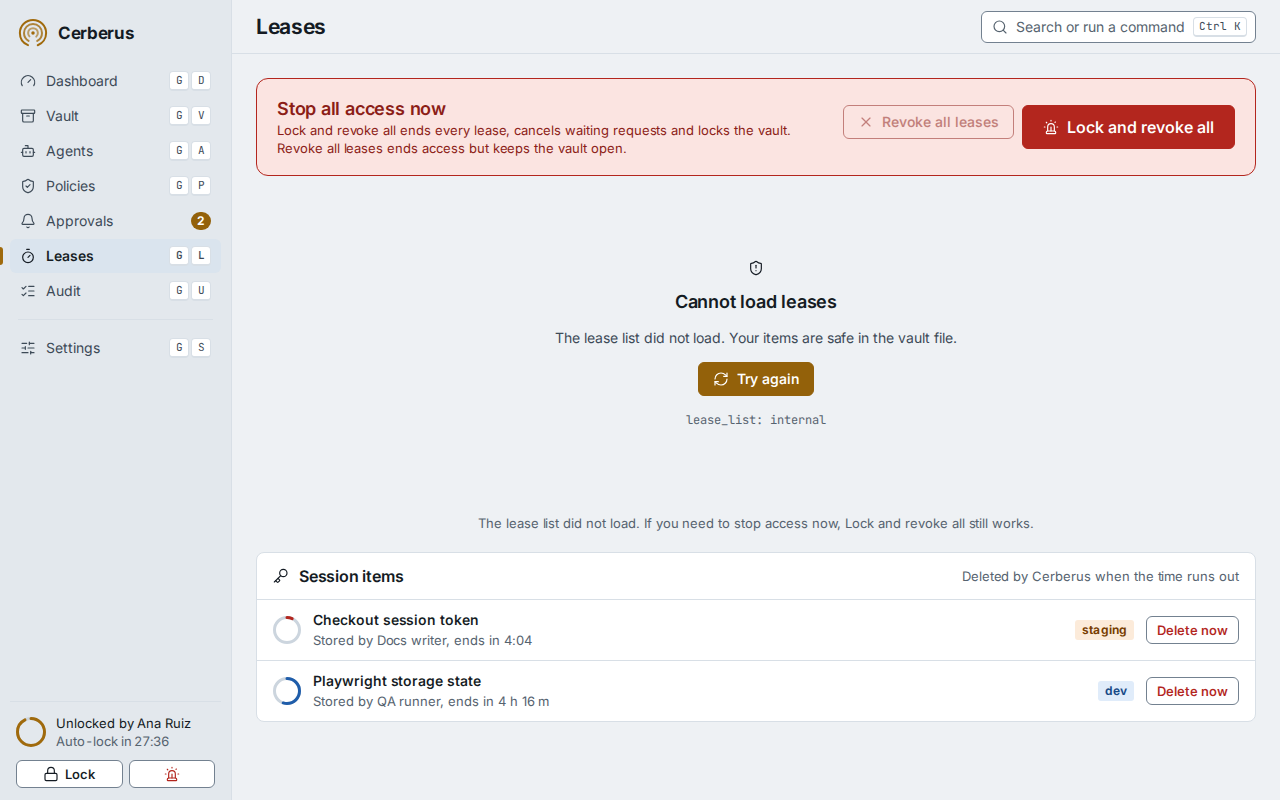 Cerberus
Dashboard G D
Vault G V
Agents G A
Policies G P
Approvals 2
Leases G L
Audit G U
Settings G S
Unlocked by Ana Ruiz
Auto-lock in 27:36
Lock
Leases
Search or run a command Ctrl K
Stop all access now
Lock and revoke all ends every lease, cancels waiting requests and locks the vault.
Revoke all leases ends access but keeps the vault open.
Revoke all leases
Lock and revoke all
Cannot load leases
The lease list did not load. Your items are safe in the vault file.
Try again
lease_list: internal
The lease list did not load. If you need to stop access now, Lock and revoke all still works.
Session items
Deleted by Cerberus when the time runs out
Checkout session token
Stored by Docs writer, ends in 4:04
staging
Delete now
Playwright storage state
Stored by QA runner, ends in 4 h 16 m
dev
Delete now